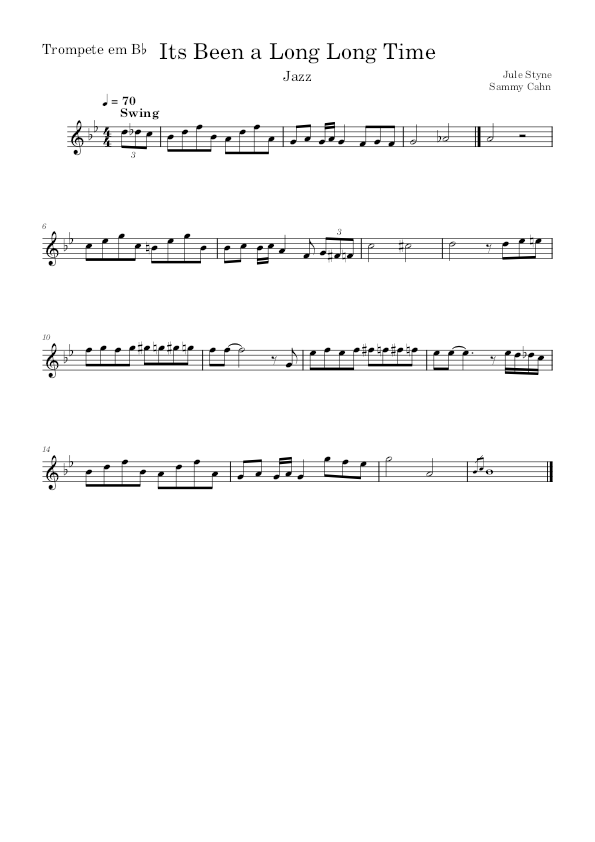 Trompete em B♭
Its Been a Long Long Time
Jazz
Jule Styne
Sammy Cahn
♩ = 70
Swing
3
6
3
10
14